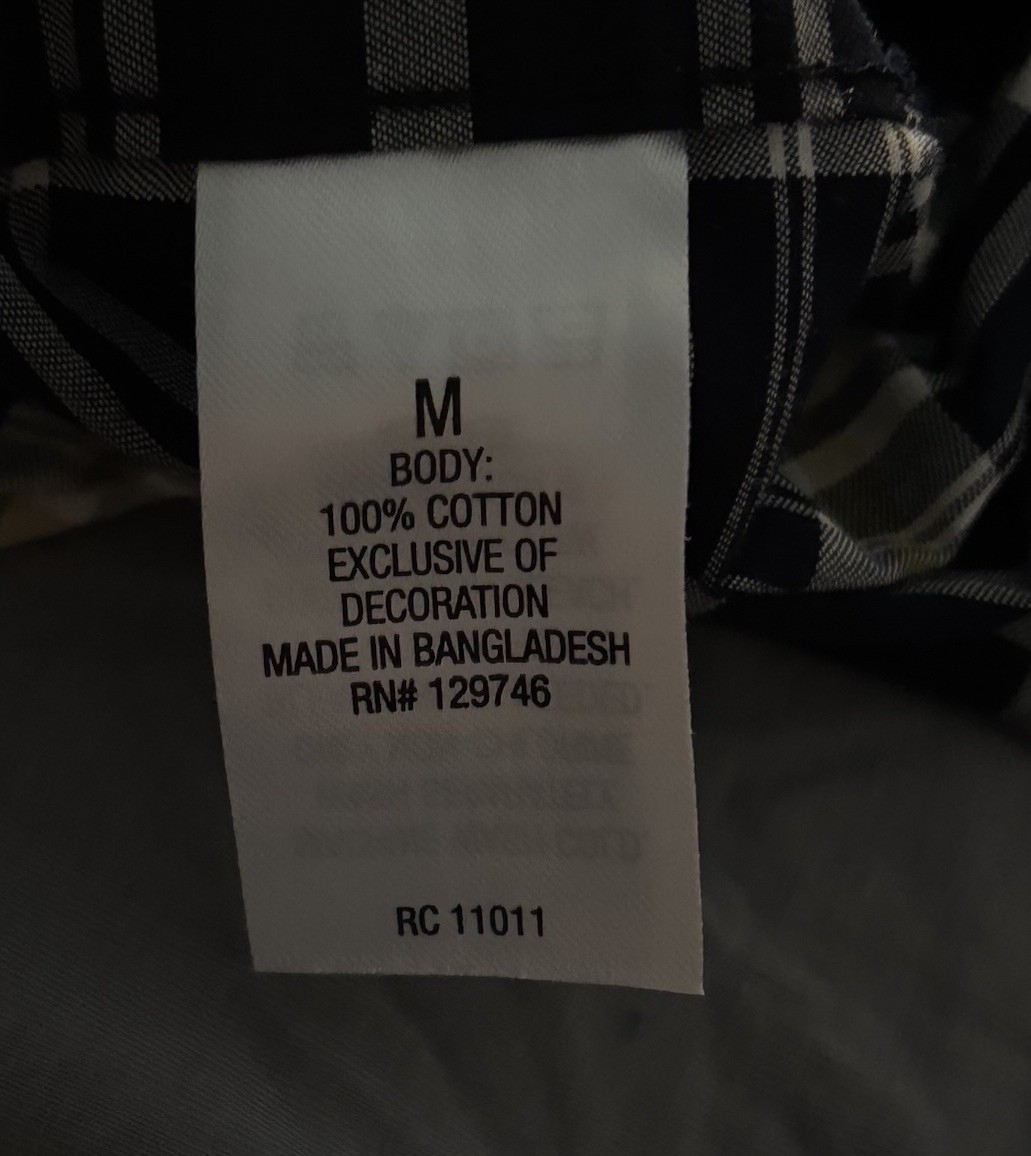 M
BODY:
100% COTTON
EXCLUSIVE OF
DECORATION
MADE IN BANGLADESH
RN# 129746
RC 11011